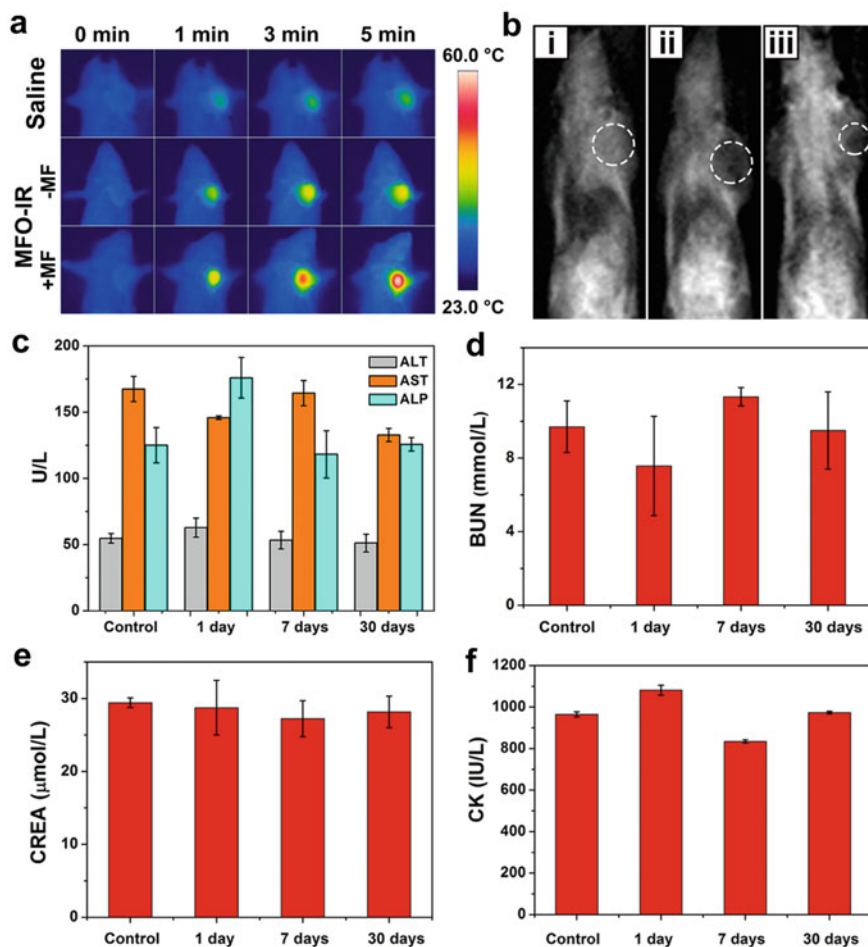 a
0 min 1 min 3 min 5 min
Saline
MFO-IR
-MF
+MF
60.0 °C
23.0 °C
b
i
ii
iii
c
200
150
100
50
0
U/L
ALT
AST
ALP
Control 1 day 7 days 30 days
d
12
9
6
3
0
BUN (mmol/L)
Control 1 day 7 days 30 days
e
30
20
10
0
CREA (μmol/L)
Control 1 day 7 days 30 days
f
1200
1000
800
600
400
200
0
CK (IU/L)
Control 1 day 7 days 30 days